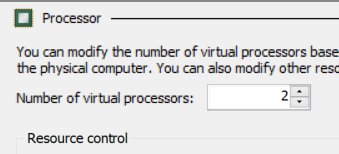 Processor
You can modify the number of virtual processors base
the physical computer. You can also modify other reso
Number of virtual processors: 2
Resource control